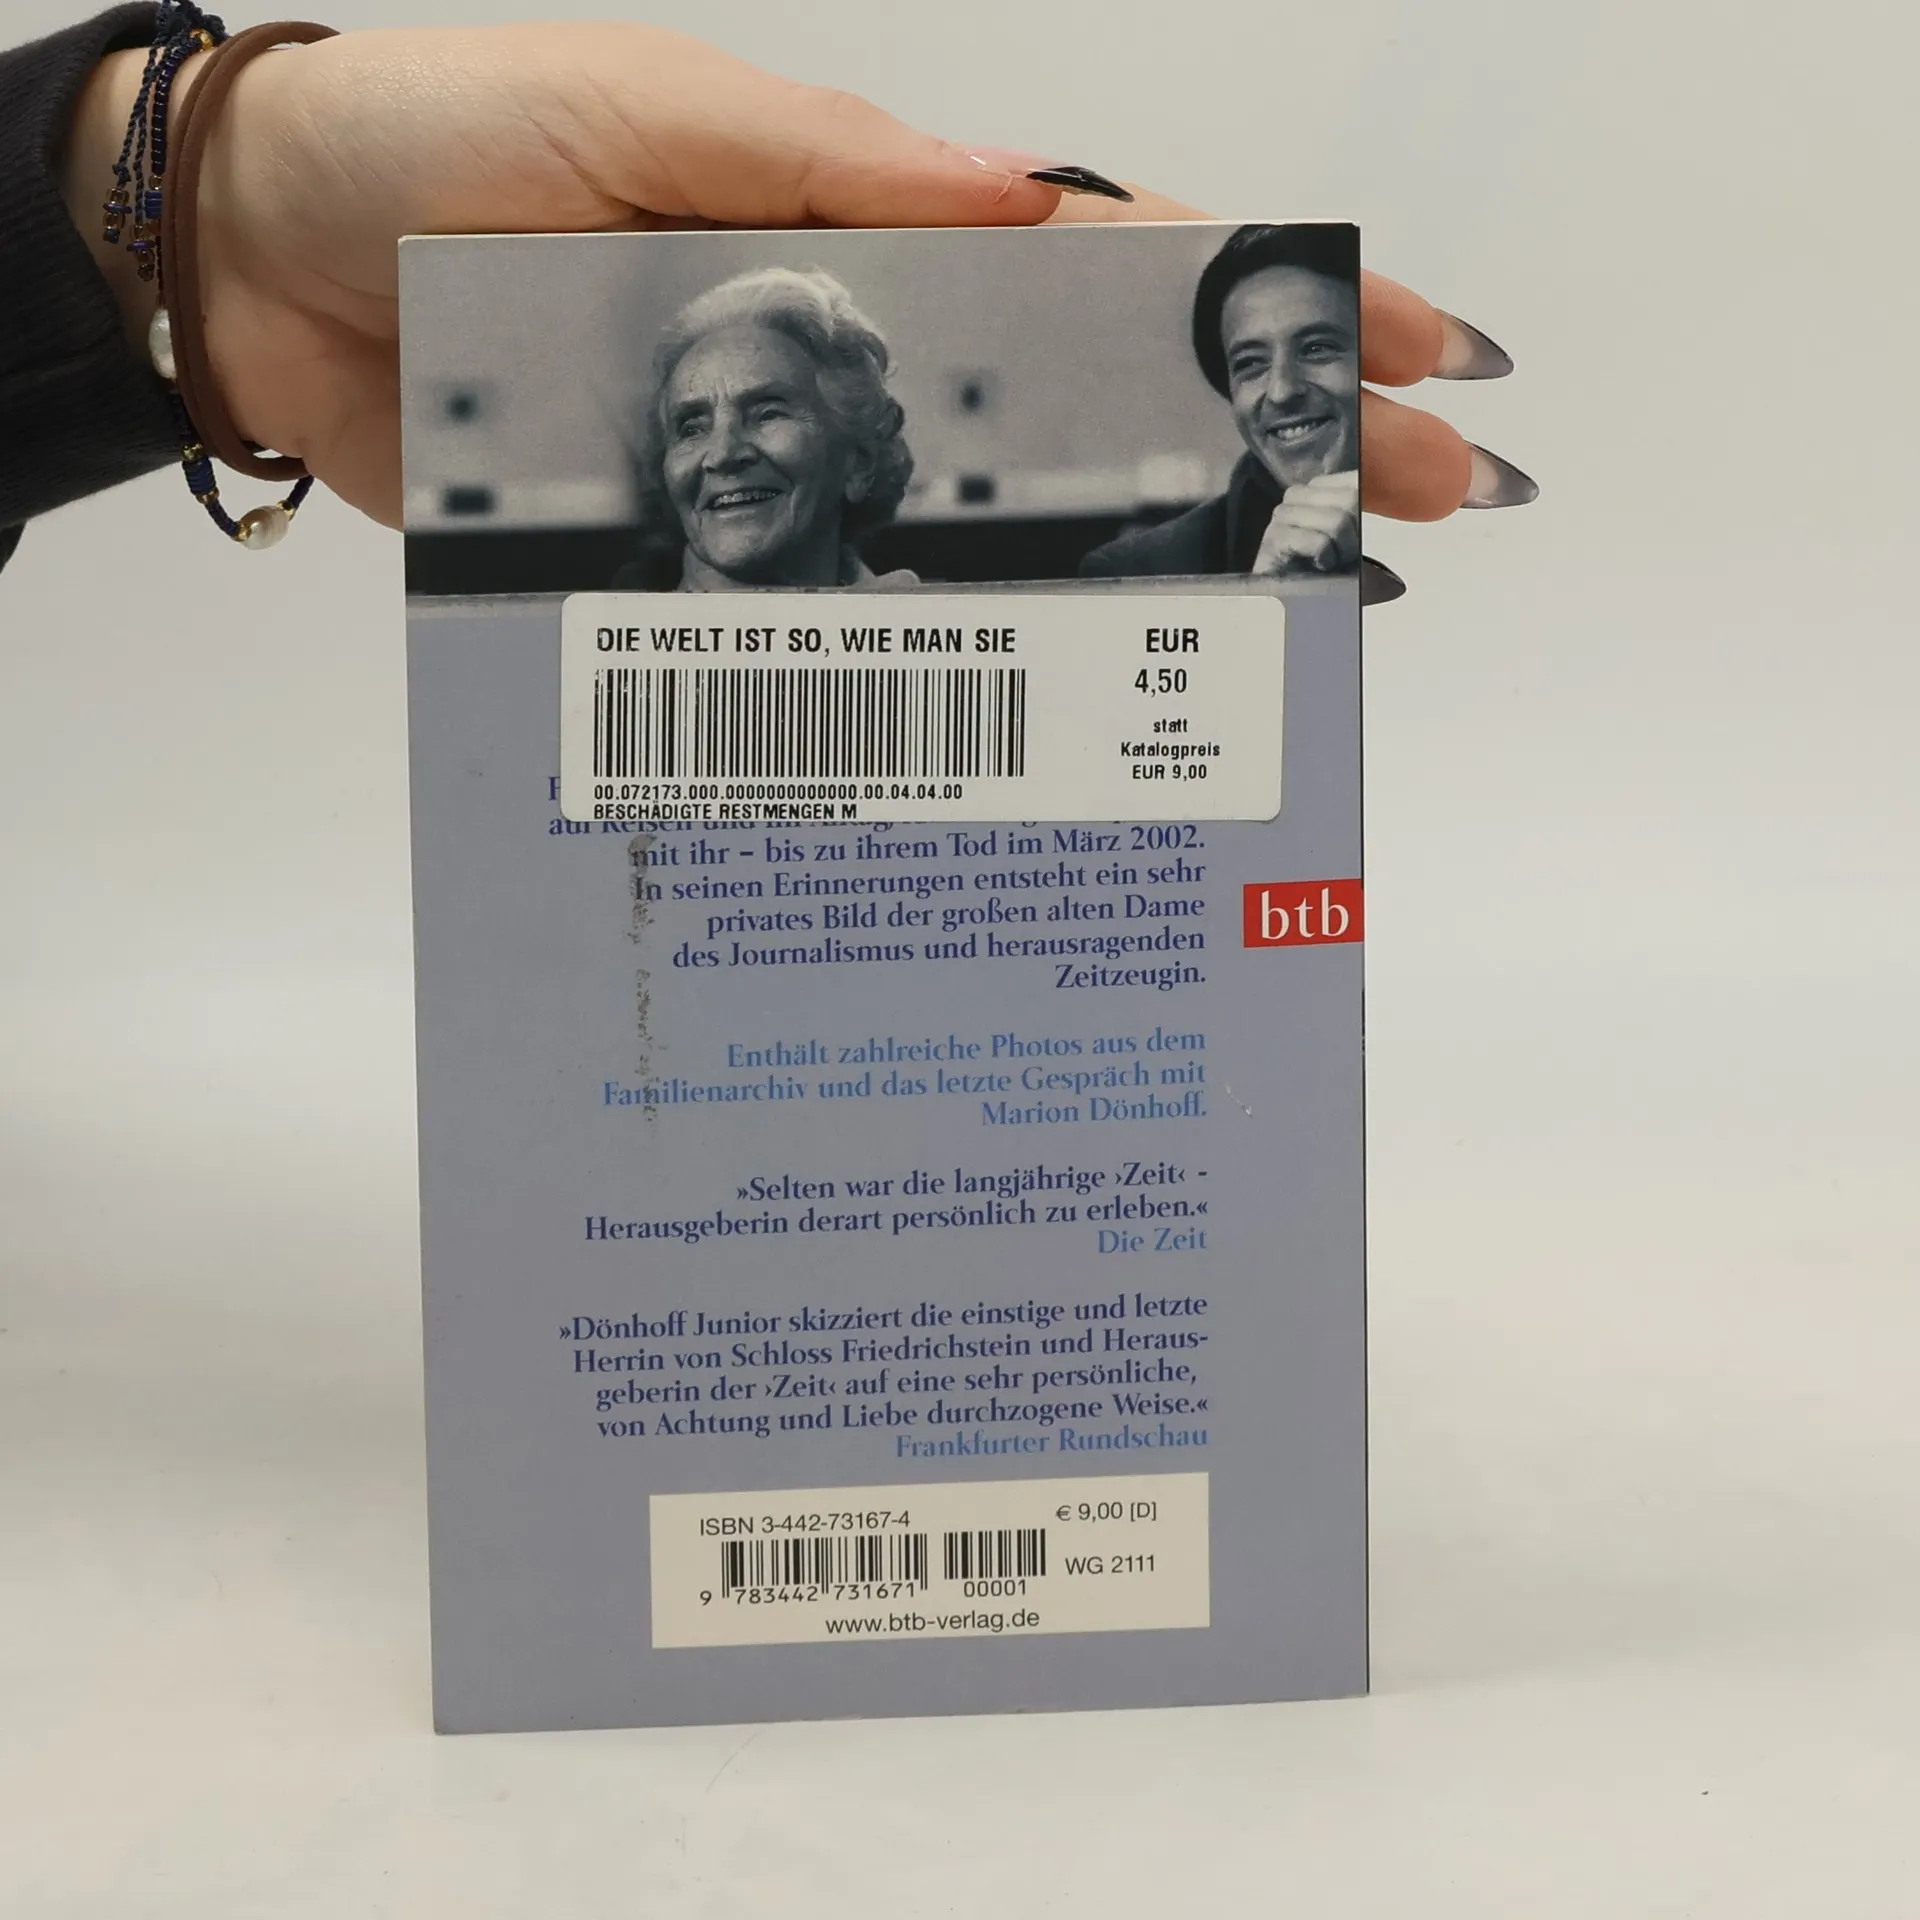 DIE WELT IST SO, WIE MAN SIE
EUR
4,50
statt
Katalogpreis
EUR 9,00
00.072173.000.0000000000000.00.04.04.00
BESCHÄDIGTE RESTMENGEN M
auf Reisen und im
mit ihr – bis zu ihrem Tod im März 2002.
In seinen Erinnerungen entsteht ein sehr
privates Bild der großen alten Dame
des Journalismus und herausragenden
Zeitzeugin.
btb
Enthält zahlreiche Photos aus dem
Familienarchiv und das letzte Gespräch mit
Marion Dönhoff.
»Selten war die langjährige ›Zeit‹ -
Herausgeberin derart persönlich zu erleben.«
Die Zeit
»Dönhoff Junior skizziert die einstige und letzte
Herrin von Schloss Friedrichstein und Heraus-
geberin der ›Zeit‹ auf eine sehr persönliche,
von Achtung und Liebe durchzogene Weise.«
Frankfurter Rundschau
ISBN 3-442-73167-4
€ 9,00 [D]
WG 2111
9 783442 731671
00001
www.btb-verlag.de